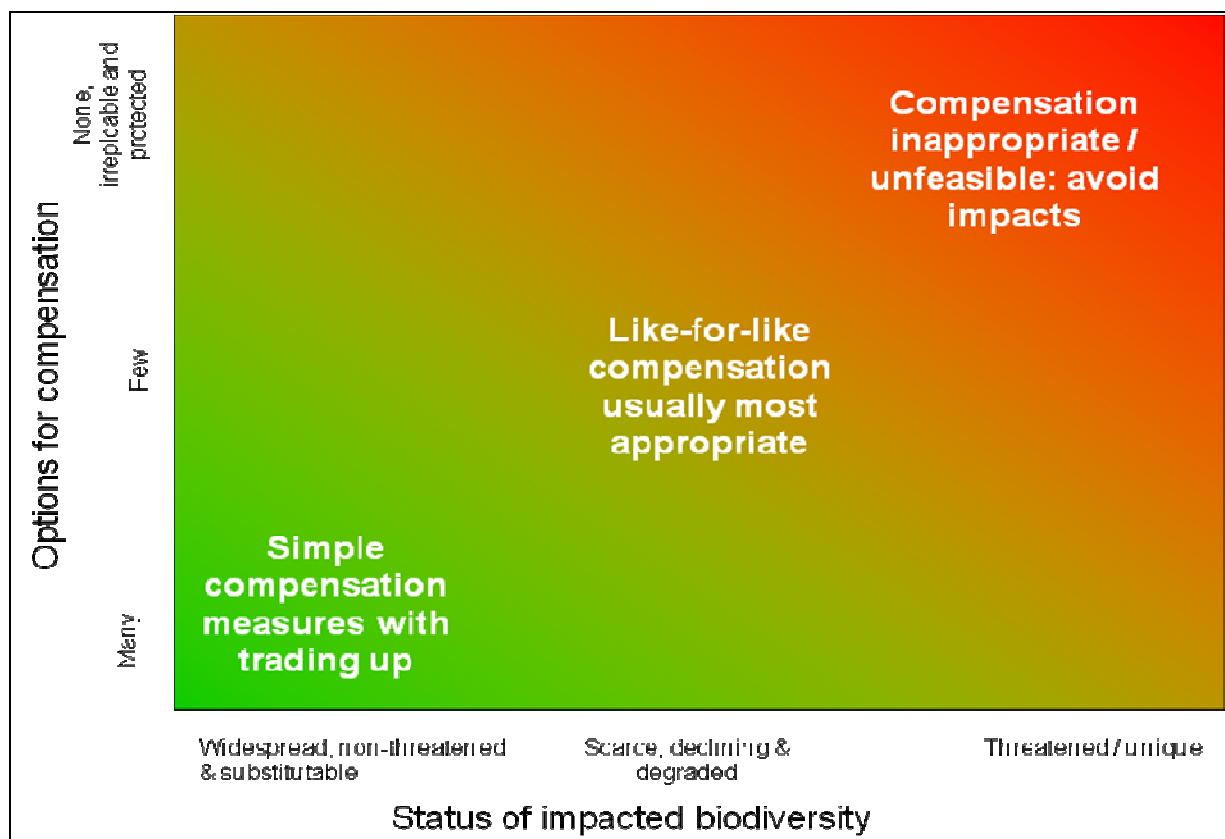 Options for compensation
None,
irreplcable and
protected
Few
Many
Compensation
inappropriate /
unfeasible: avoid
impacts
Like-for-like
compensation
usually most
appropriate
Simple
compensation
measures with
trading up
Widespread, non-threatened
& substitutable
Scarce, declining &
degraded
Threatened / unique
Status of impacted biodiversity